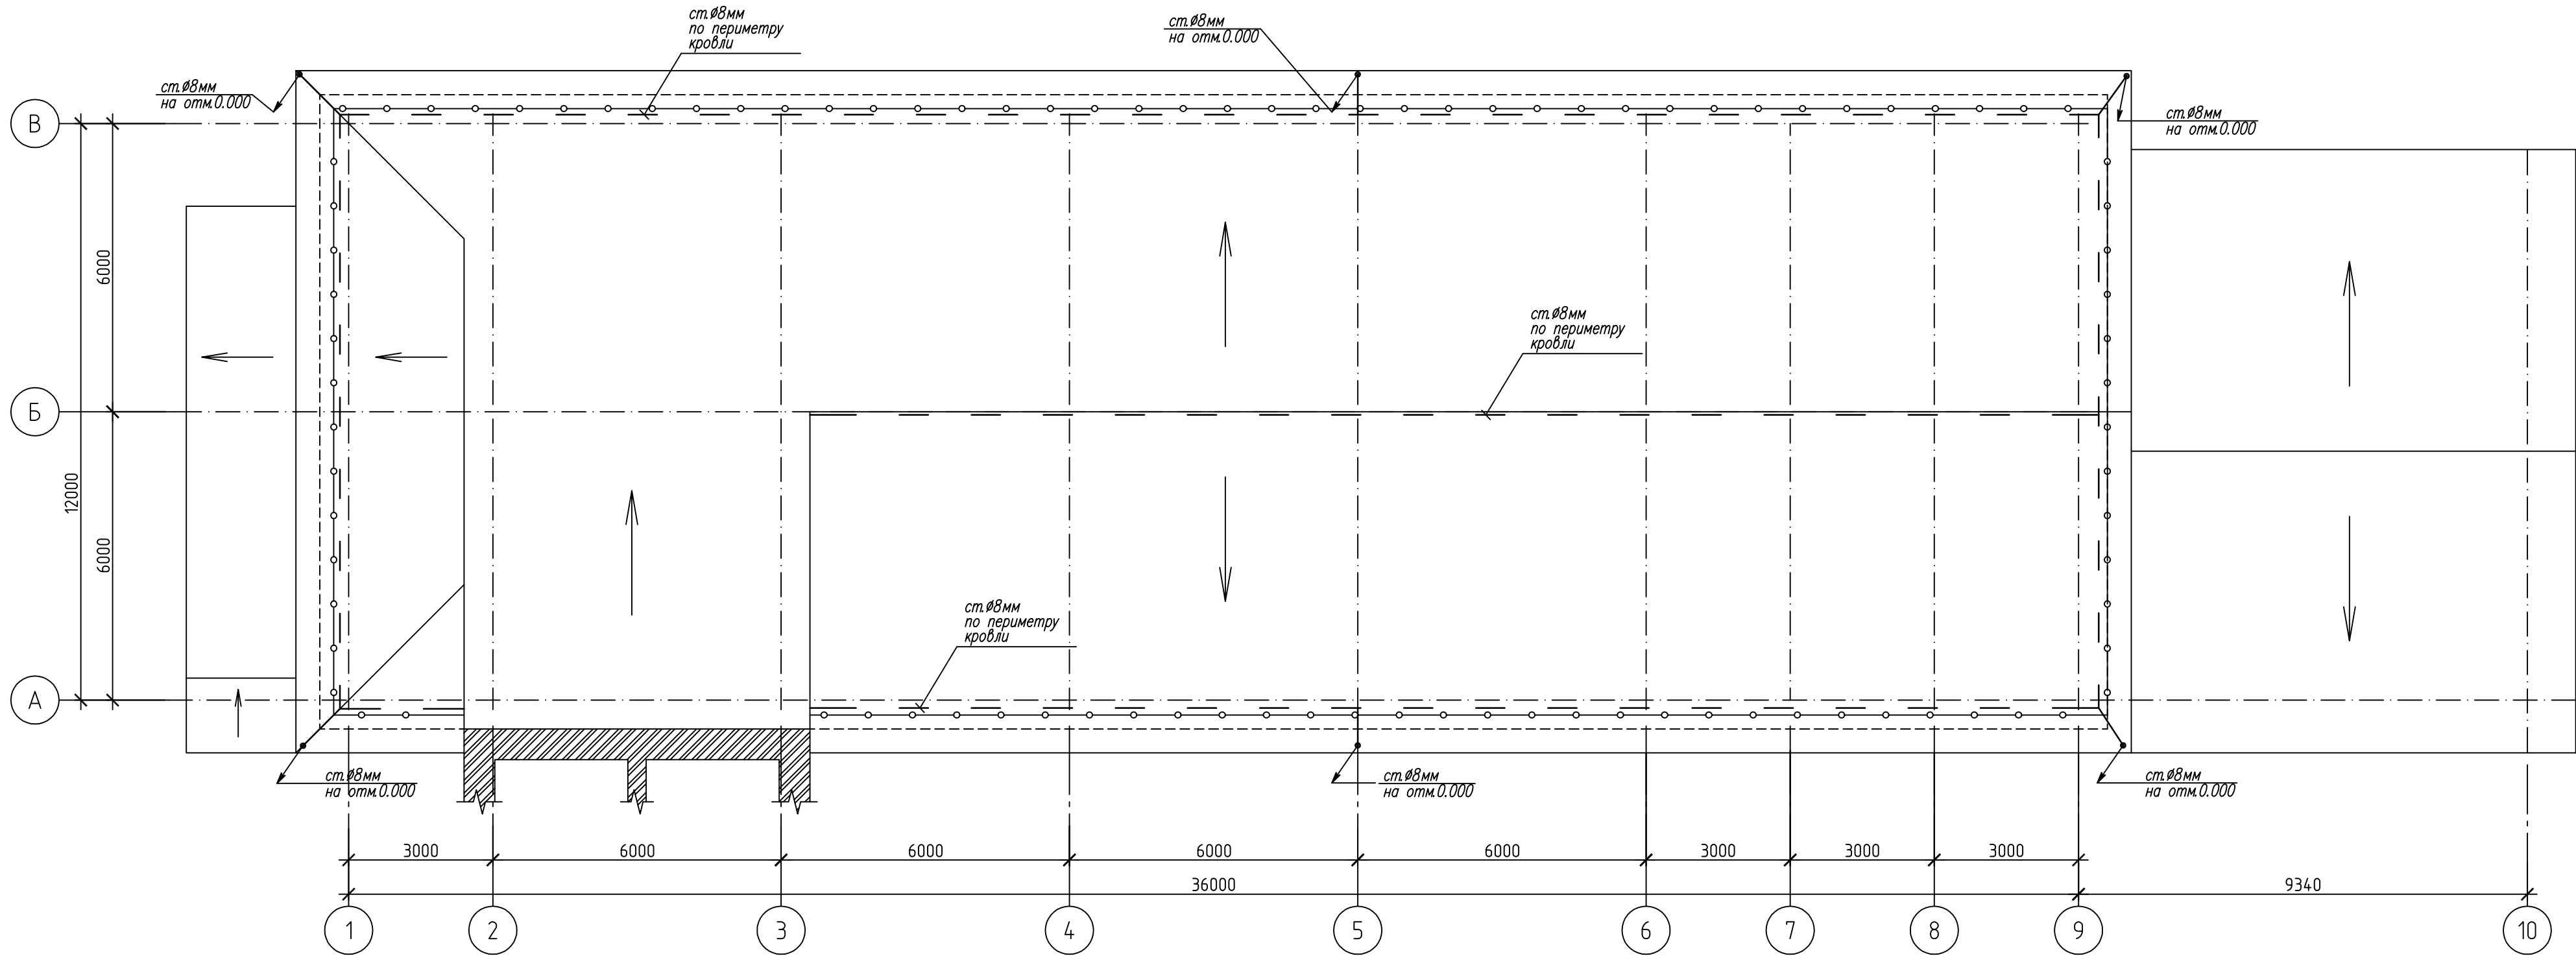 ст.Ø8мм
по периметру
кровли
ст.Ø8мм
на отм.0.000
ст.Ø8мм
на отм.0.000
ст.Ø8мм
на отм.0.000
В
6000
ст.Ø8мм
по периметру
кровли
Б
12000
6000
ст.Ø8мм
по периметру
кровли
А
ст.Ø8мм
на отм.0.000
ст.Ø8мм
на отм.0.000
ст.Ø8мм
на отм.0.000
3000 6000 6000 6000 6000 3000 3000 3000
36000 9340
1 2 3 4 5 6 7 8 9 10